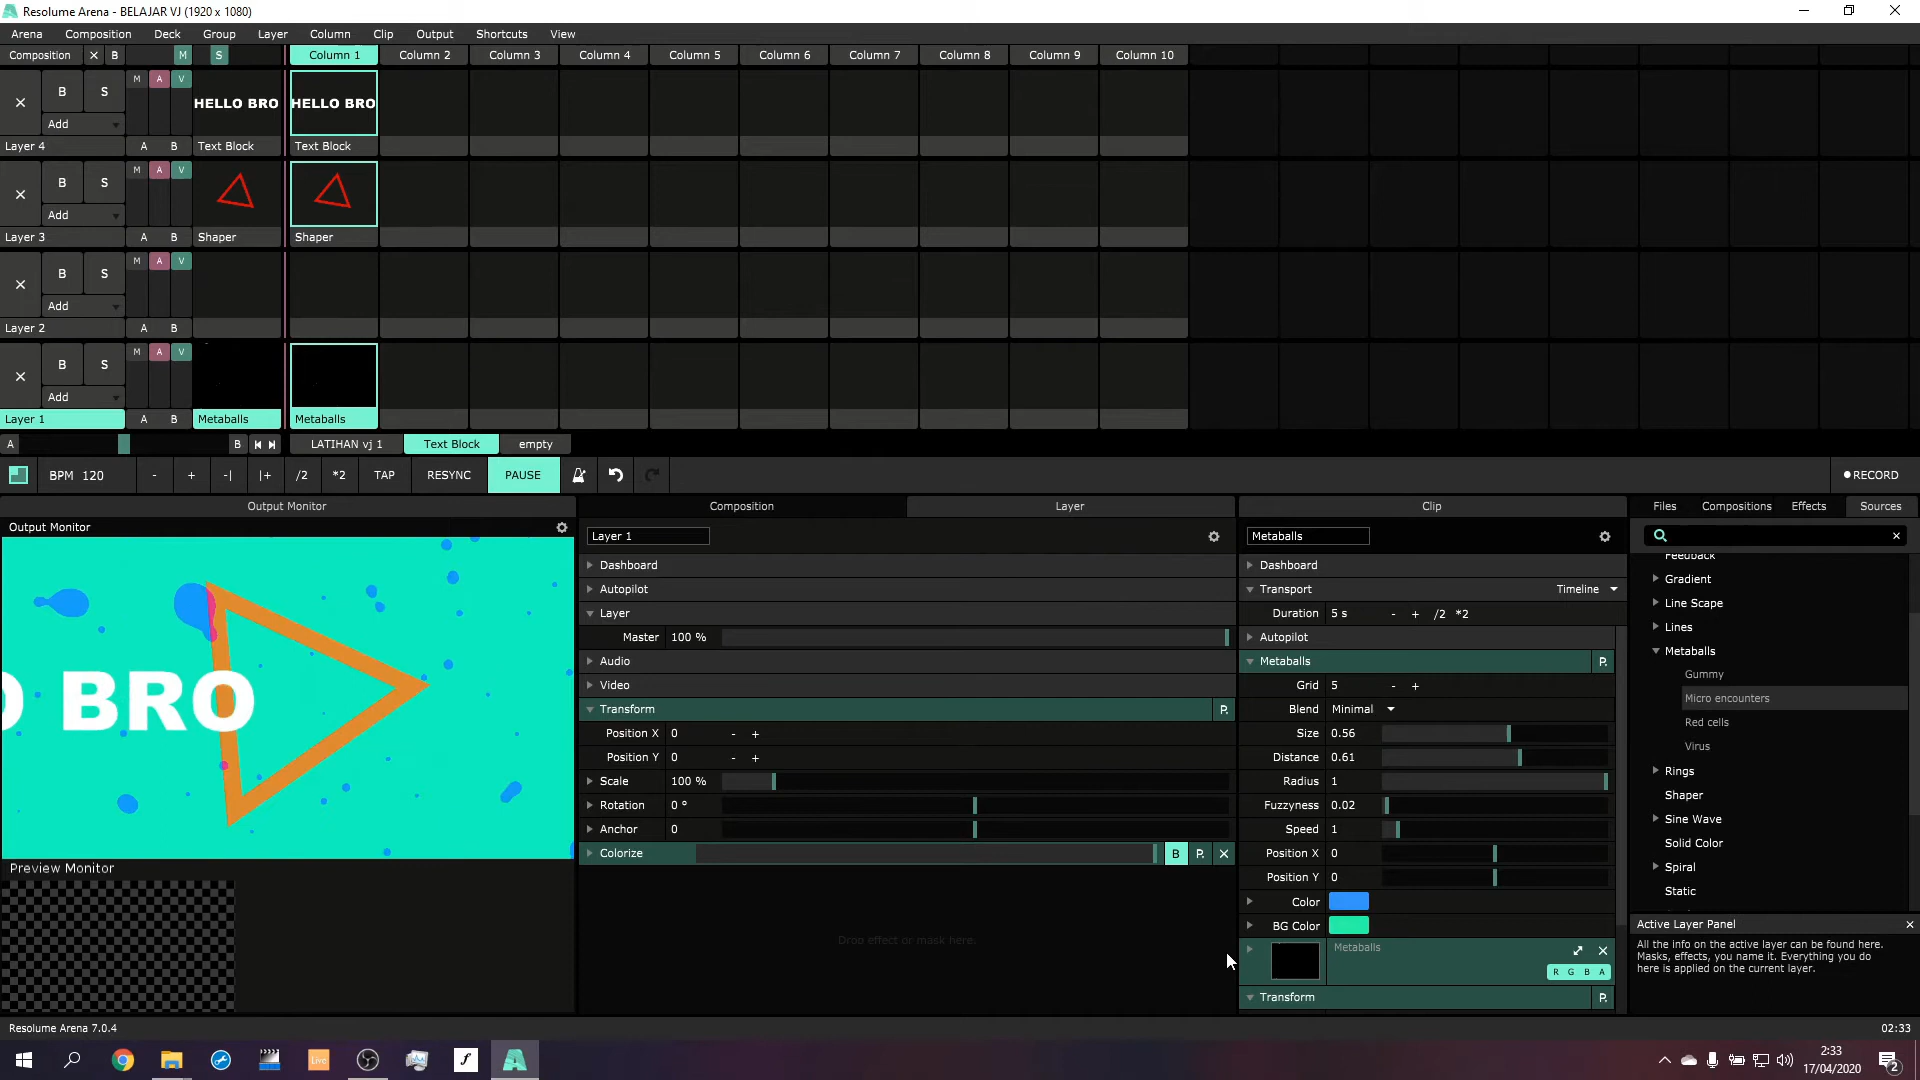 Resolume Arena - BELAJAR VJ (1920 x 1080)
Arena Composition Deck Group Layer Column Clip Output Shortcuts View
Composition X B M S Column 1 Column 2 Column 3 Column 4 Column 5 Column 6 Column 7 Column 8 Column 9 Column 10
B S M A V HELLO BRO HELLO BRO
Add
Layer 4 A B Text Block Text Block
B S M A V
Add
Layer 3 A B Shaper Shaper
B S M A V
Add
Layer 2 A B
B S M A V
Add
Layer 1 A B Metaballs Metaballs
A B LATIHAN vj 1 Text Block empty
BPM 120 - + -| |+ /2 *2 TAP RESYNC PAUSE RECORD
Output Monitor
Output Monitor
O BRO
Preview Monitor
Resolume Arena 7.0.4
Composition Layer
Layer 1
Dashboard
Autopilot
Layer
Master 100 %
Audio
Video
Transform P.
Position X 0 - +
Position Y 0 - +
Scale 100 %
Rotation 0 °
Anchor 0
Colorize B P. X
Drop effect or mask here.
Clip
Metaballs
Dashboard
Transport Timeline
Duration 5 s - + /2 *2
Autopilot
Metaballs P.
Grid 5 - +
Blend Minimal
Size 0.56
Distance 0.61
Radius 1
Fuzzyness 0.02
Speed 1
Position X 0
Position Y 0
Color
BG Color
Metaballs
R G B A
Transform P.
Files Compositions Effects Sources
Feedback
Gradient
Line Scape
Lines
Metaballs
Gummy
Micro encounters
Red cells
Virus
Rings
Shaper
Sine Wave
Solid Color
Spiral
Static
Active Layer Panel
All the info on the active layer can be found here.
Masks, effects, you name it. Everything you do
here is applied on the current layer.
02:33
Live
f
2:33
17/04/2020
2